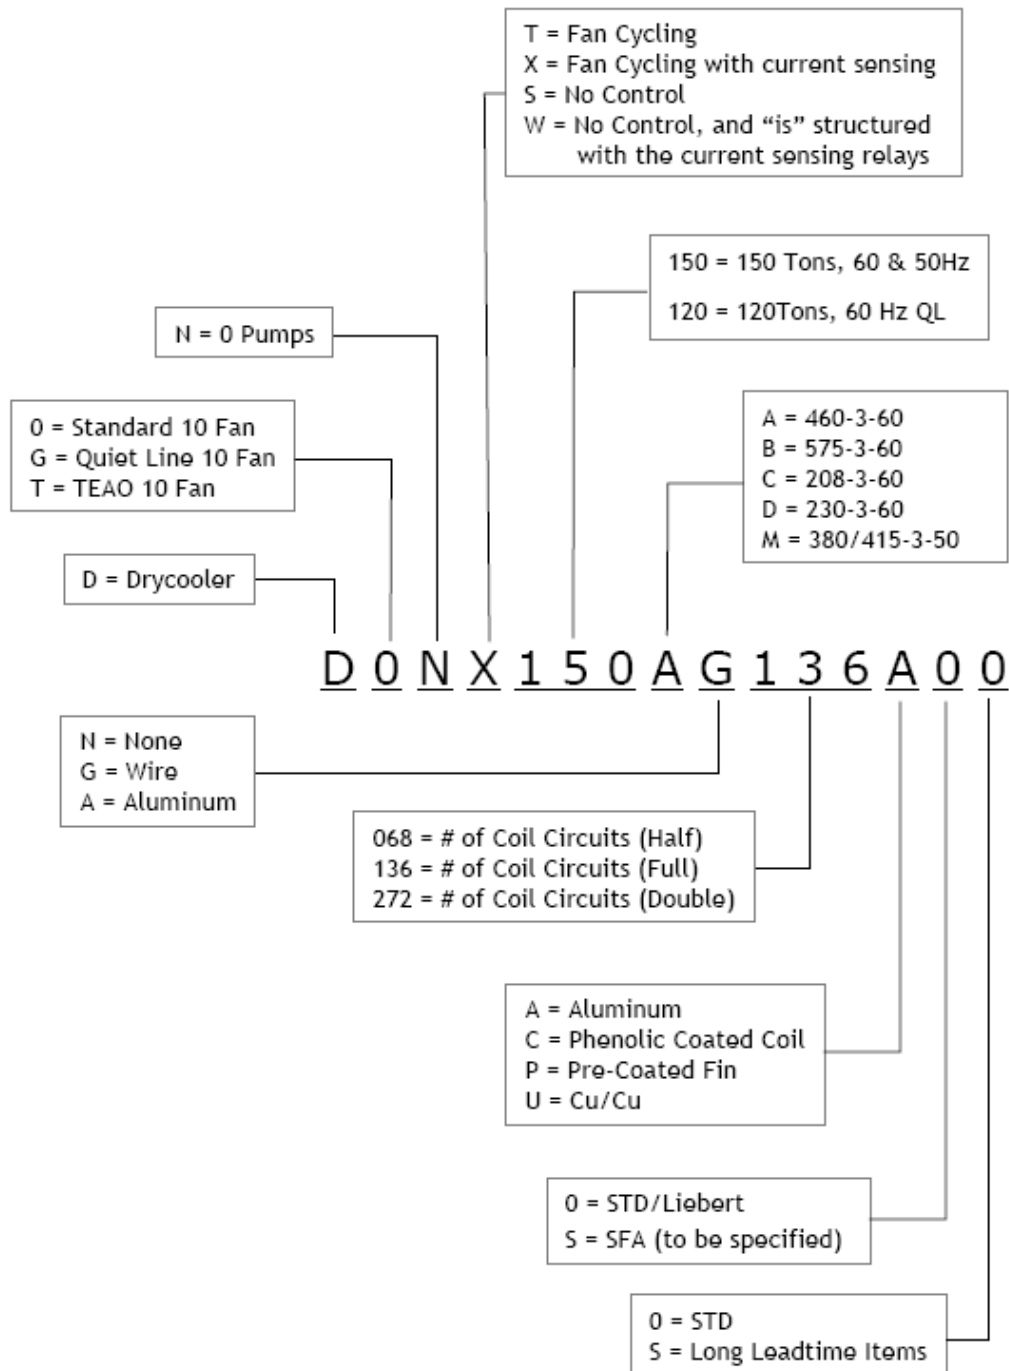 T = Fan Cycling
X = Fan Cycling with current sensing
S = No Control
W = No Control, and “is” structured
with the current sensing relays
150 = 150 Tons, 60 & 50Hz
120 = 120Tons, 60 Hz QL
N = 0 Pumps
0 = Standard 10 Fan
G = Quiet Line 10 Fan
T = TEAO 10 Fan
A = 460-3-60
B = 575-3-60
C = 208-3-60
D = 230-3-60
M = 380/415-3-50
D = Drycooler
D 0 N X 1 5 0 A G 1 3 6 A 0 0
N = None
G = Wire
A = Aluminum
068 = # of Coil Circuits (Half)
136 = # of Coil Circuits (Full)
272 = # of Coil Circuits (Double)
A = Aluminum
C = Phenolic Coated Coil
P = Pre-Coated Fin
U = Cu/Cu
0 = STD/Liebert
S = SFA (to be specified)
0 = STD
S = Long Leadtime Items